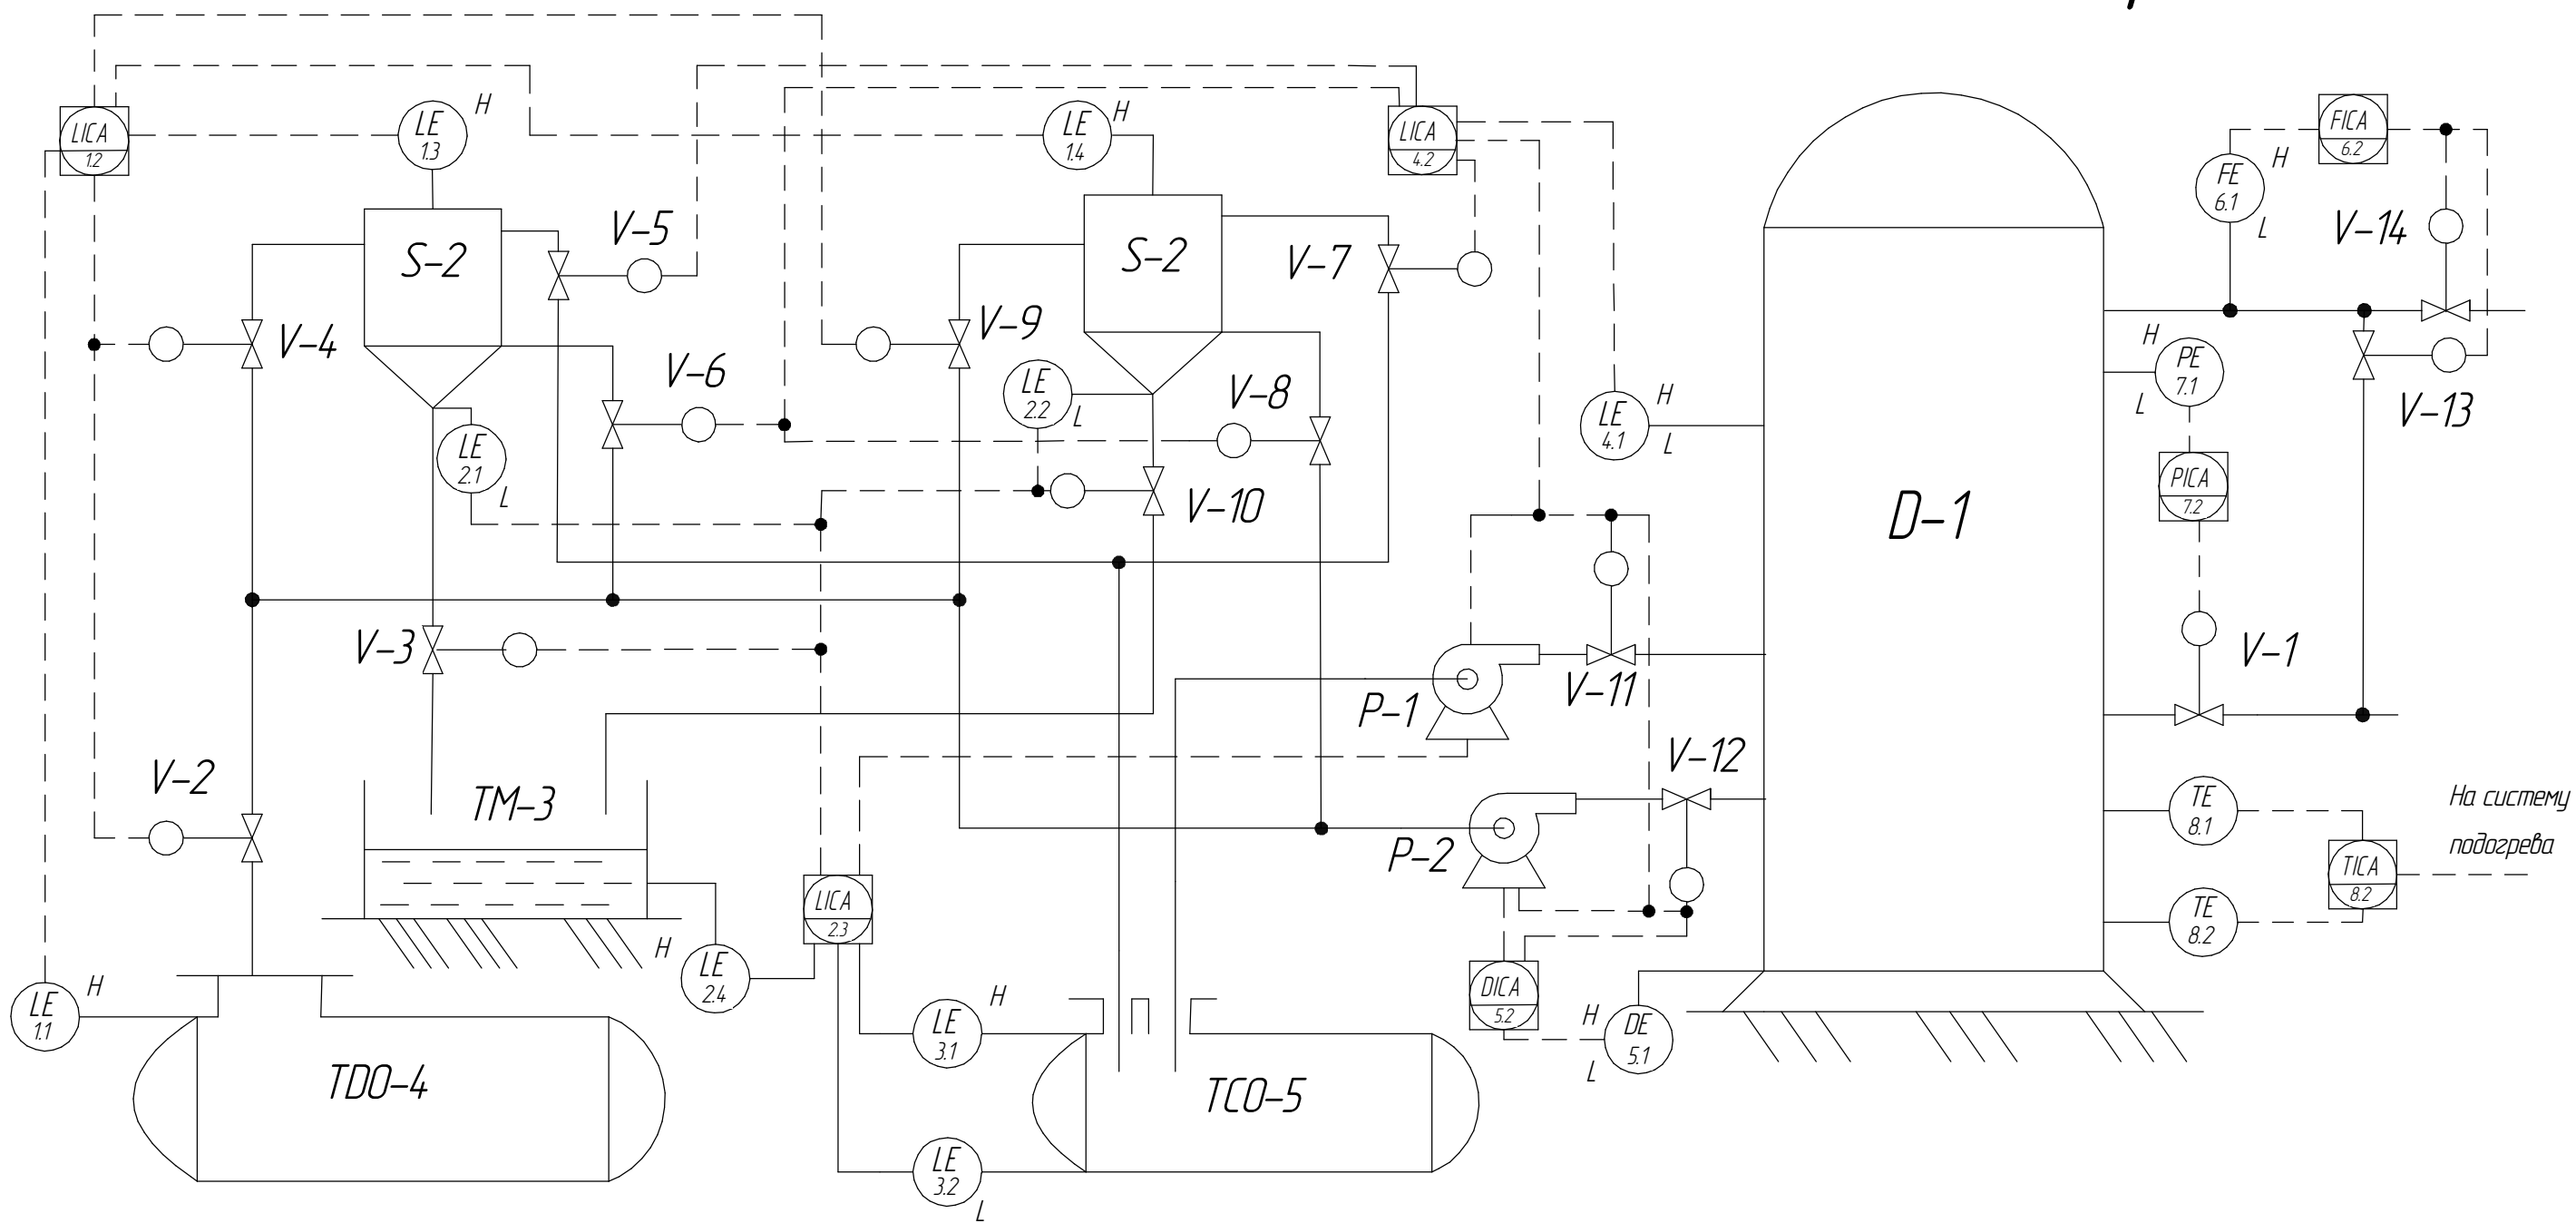 LICA
1.2
LE
1.3
H
LE
1.4
H
LICA
4.2
FICA
6.2
FE
6.1
H
L
V-14
S-2
V-5
S-2
V-7
V-4
V-9
V-6
LE
2.2
L
V-8
LE
4.1
H
L
PE
7.1
H
L
V-13
LE
2.1
L
V-10
PICA
7.2
D-1
V-3
V-1
P-1
V-11
V-2
TM-3
V-12
P-2
TE
8.1
На систему
подогрева
TICA
8.2
TE
8.2
LICA
2.3
H
LE
2.4
LE
1.1
H
DICA
5.2
H
DE
5.1
L
LE
3.1
H
TDO-4
TCO-5
LE
3.2
L